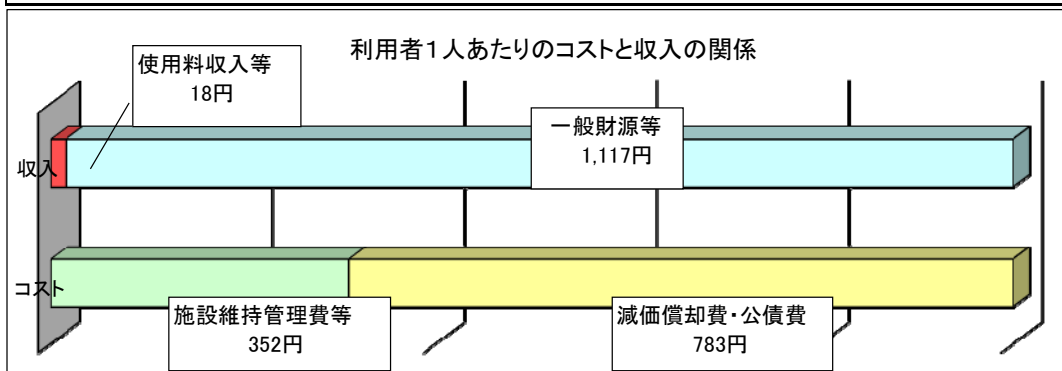 利用者1人あたりのコストと収入の関係
使用料収入等
18円
一般財源等
1,117円
収入
コスト
施設維持管理費等
352円
減価償却費・公債費
783円